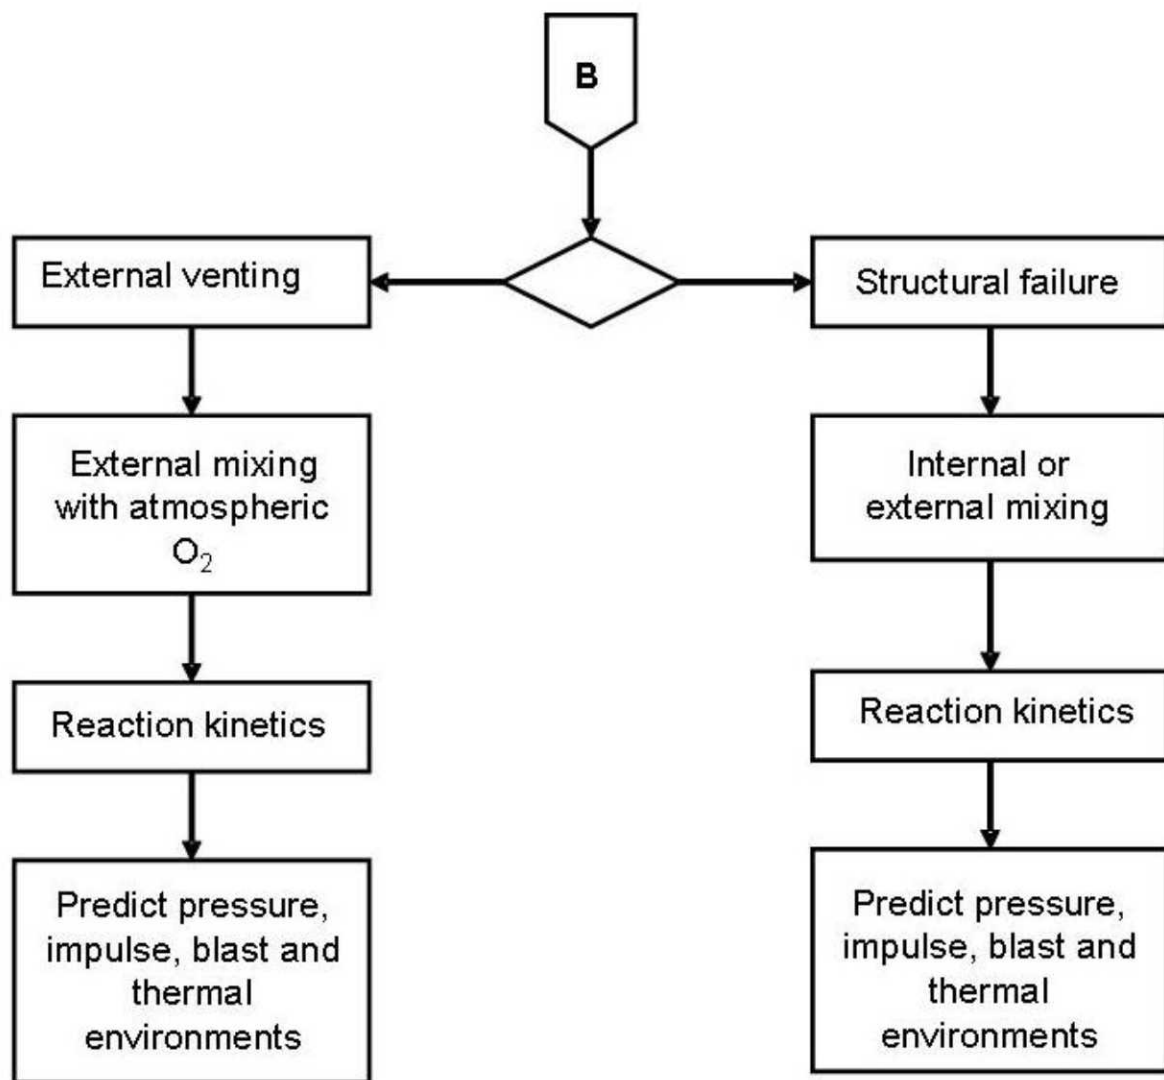 B
External venting
Structural failure
External mixing
with atmospheric
O₂
Internal or
external mixing
Reaction kinetics
Reaction kinetics
Predict pressure,
impulse, blast and
thermal
environments
Predict pressure,
impulse, blast and
thermal
environments